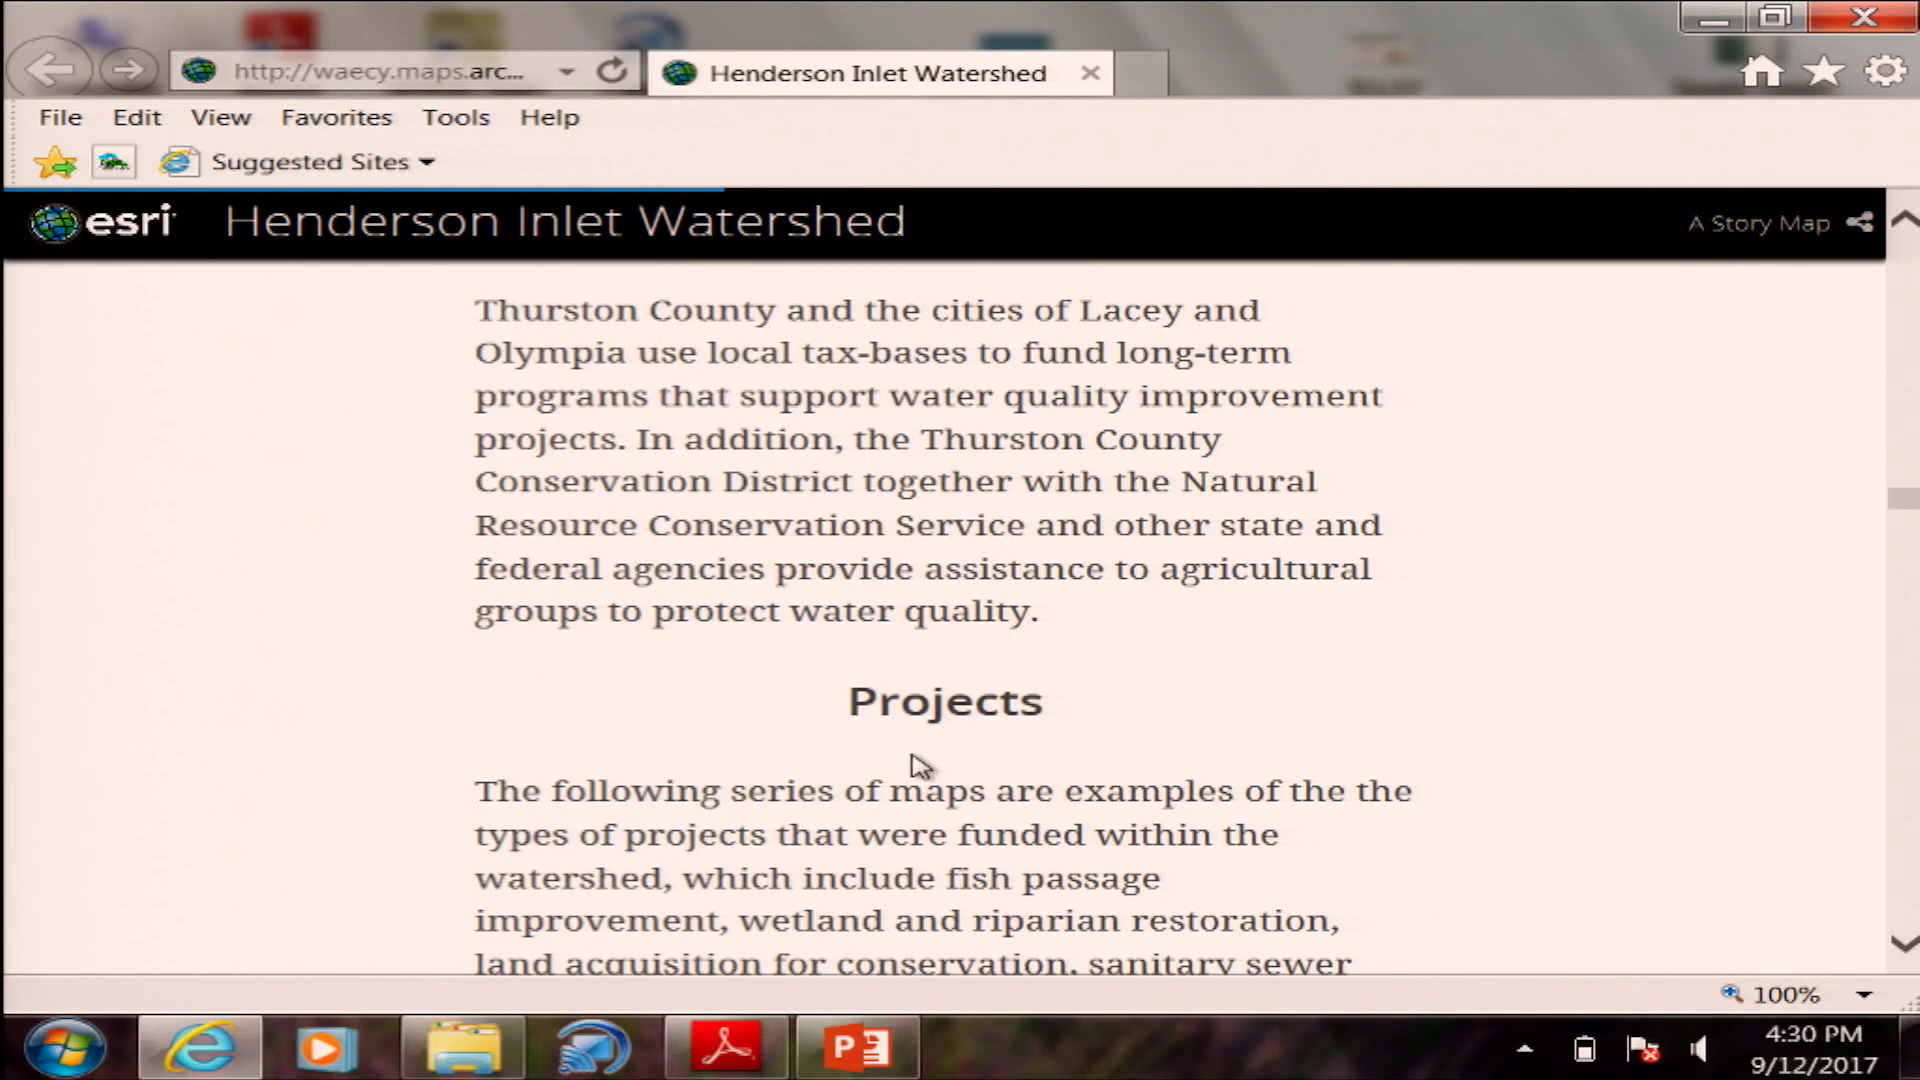 http://waecy.maps.arc...
Henderson Inlet Watershed
File Edit View Favorites Tools Help
Suggested Sites
esri Henderson Inlet Watershed A Story Map
Thurston County and the cities of Lacey and
Olympia use local tax-bases to fund long-term
programs that support water quality improvement
projects. In addition, the Thurston County
Conservation District together with the Natural
Resource Conservation Service and other state and
federal agencies provide assistance to agricultural
groups to protect water quality.
Projects
The following series of maps are examples of the the
types of projects that were funded within the
watershed, which include fish passage
improvement, wetland and riparian restoration,
land acquisition for conservation, sanitary sewer
100%
4:30 PM
9/12/2017